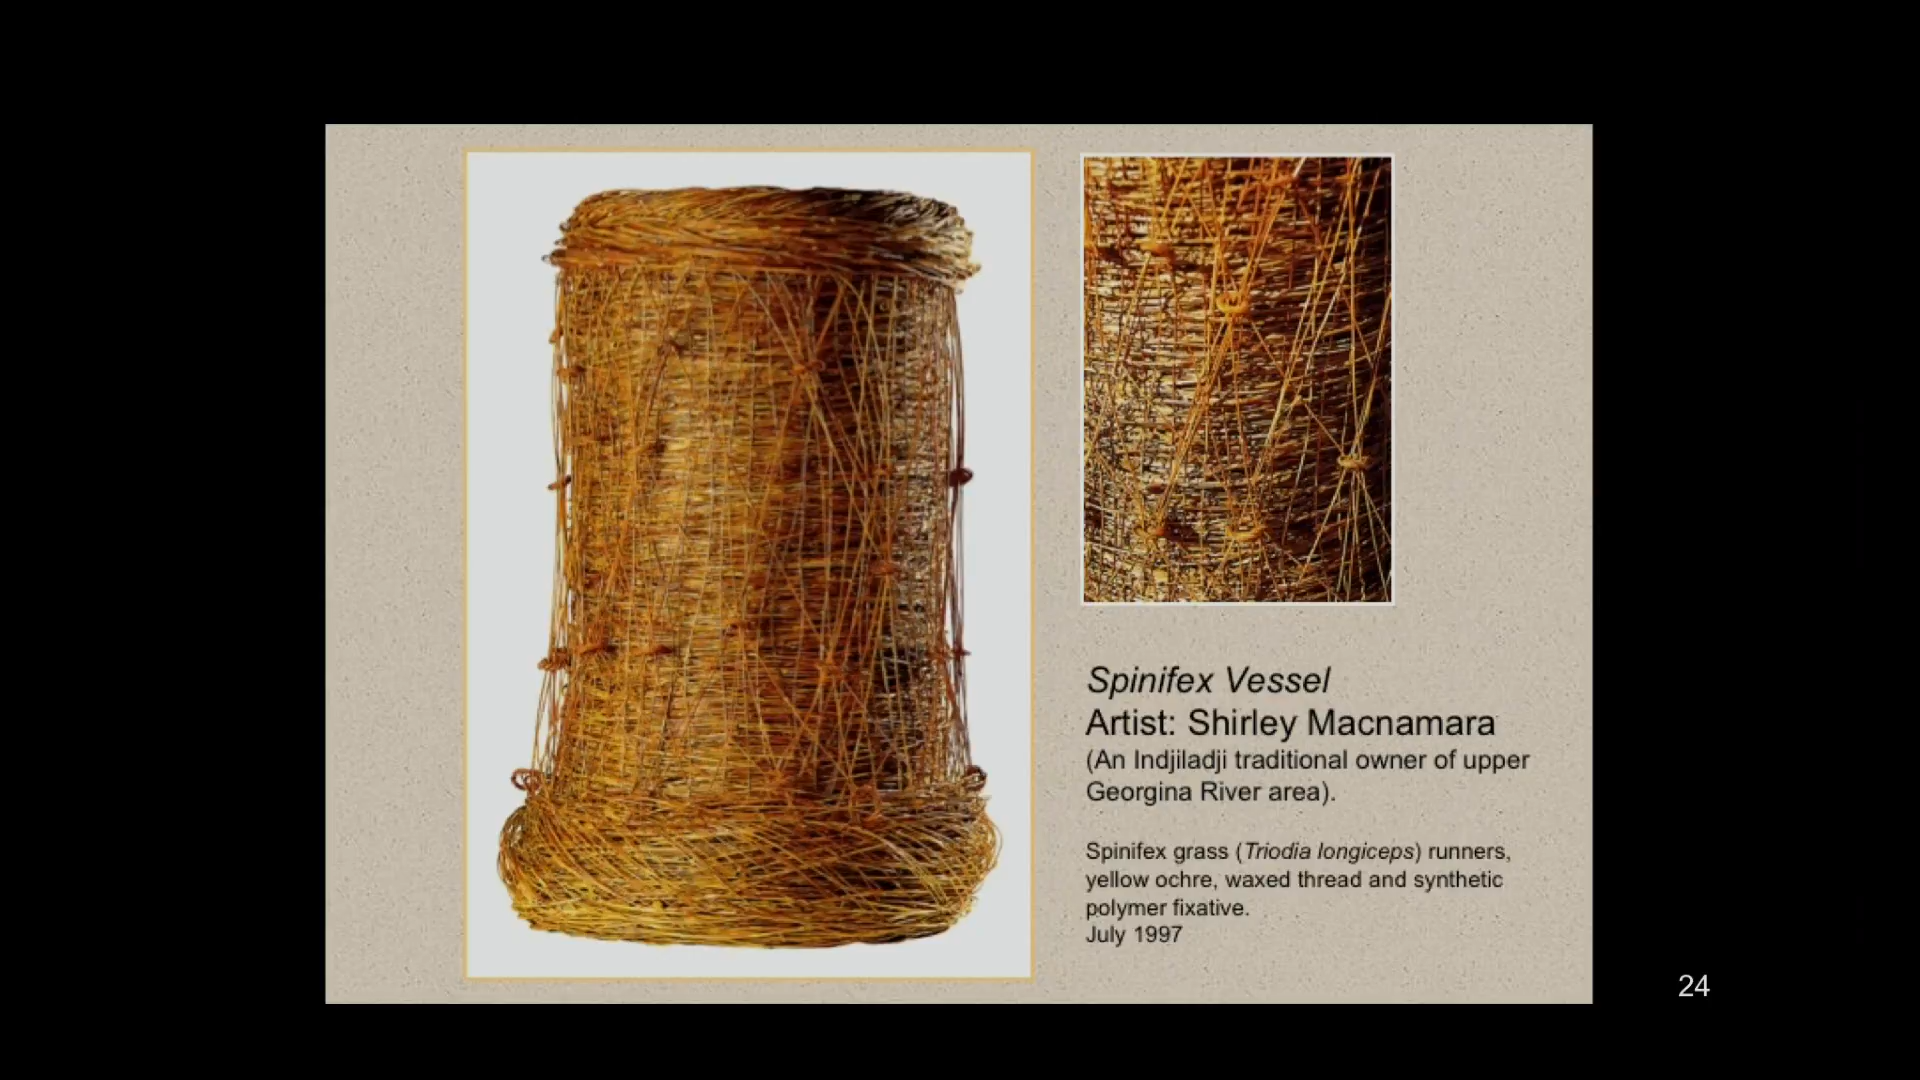 Spinifex Vessel
Artist: Shirley Macnamara
(An Indjiladji traditional owner of upper
Georgina River area).
Spinifex grass (Triodia longiceps) runners,
yellow ochre, waxed thread and synthetic
polymer fixative.
July 1997
24